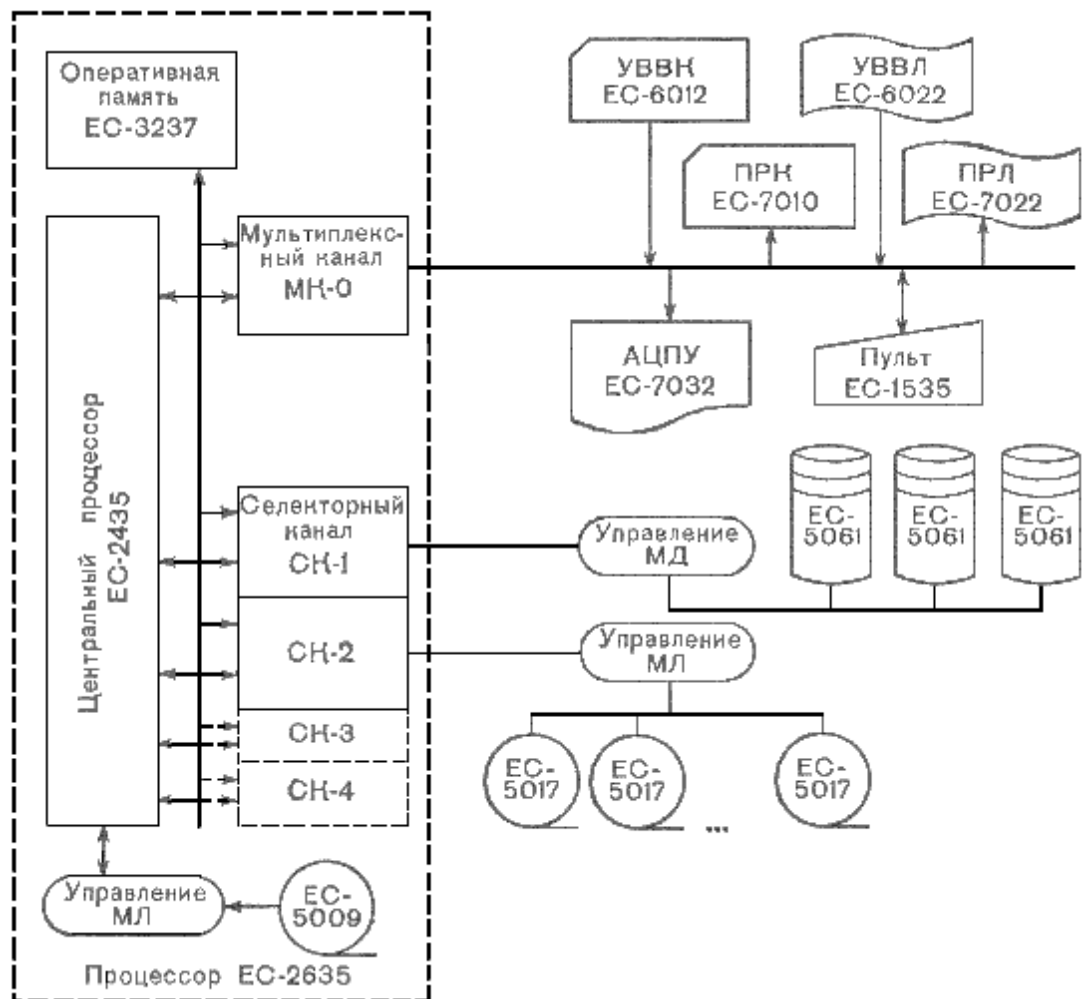 Оперативная
память
ЕС-3237
УВВК
ЕС-6012
УВВЛ
ЕС-6022
ПРК
ЕС-7010
ПРЛ
ЕС-7022
Мультиплекс-
ный канал
МК-0
АЦПУ
ЕС-7032
Пульт
ЕС-1535
Центральный процессор
ЕС-2435
Селекторный
канал
СК-1
Управление
МД
ЕС-
5061
ЕС-
5061
ЕС-
5061
СК-2
Управление
МЛ
СК-3
СК-4
ЕС-
5017
ЕС-
5017
...
ЕС-
5017
Управление
МЛ
ЕС-
5009
Процессор ЕС-2635